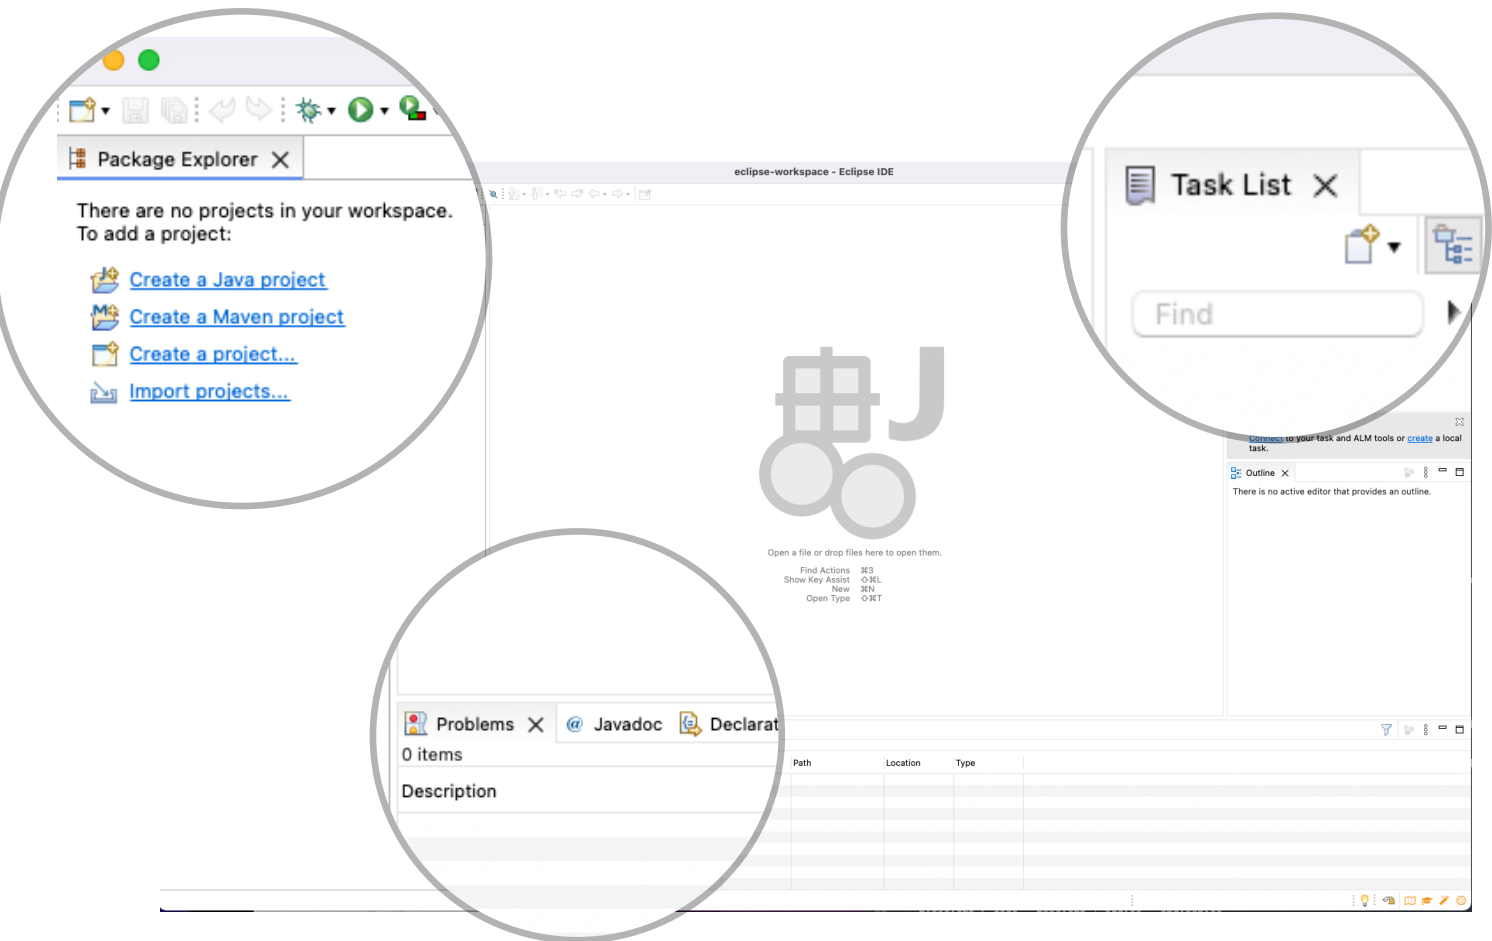 Package Explorer
There are no projects in your workspace.
To add a project:
Create a Java project
Create a Maven project
Create a project...
Import projects...
eclipse-workspace - Eclipse IDE
Task List
Find
Connect to your task and ALM tools or create a local
task.
Outline
There is no active editor that provides an outline.
Open a file or drop files here to open them.
Find Actions ⌘3
Show Key Assist ⇧⌘L
New ⌘N
Open Type ⇧⌘T
Problems @ Javadoc Declarat
0 items
Description Path Location Type